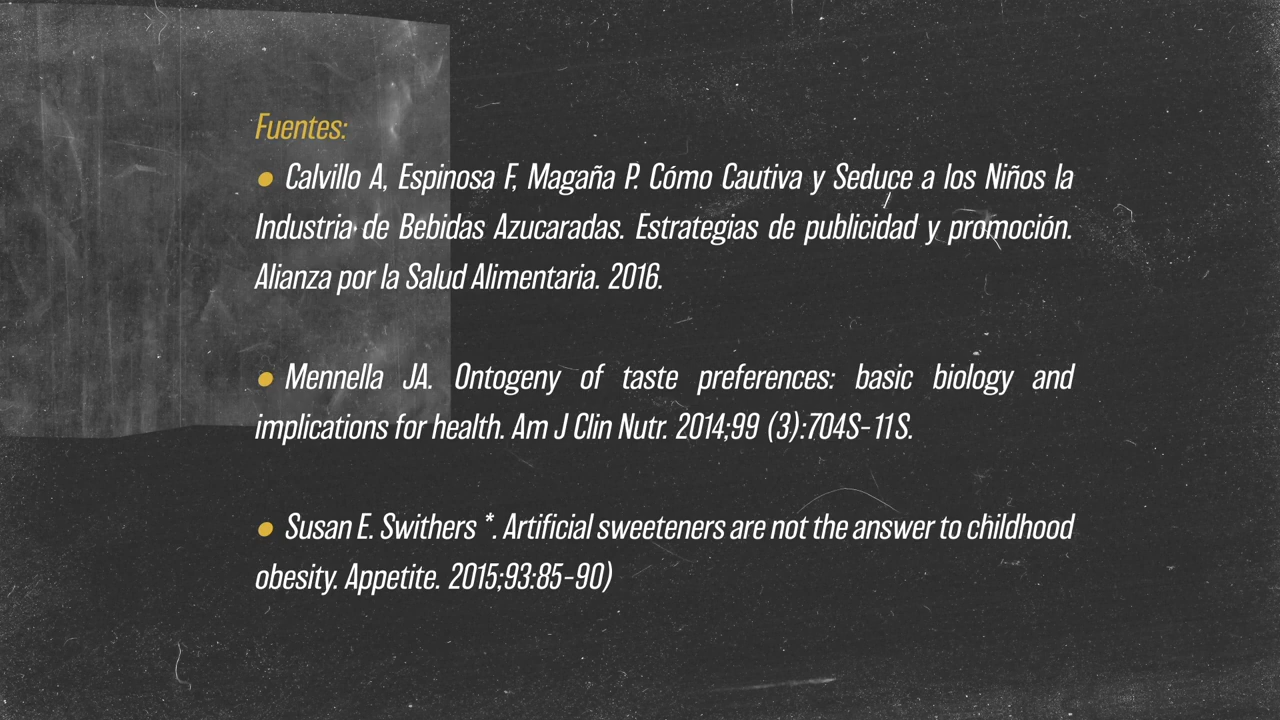 Fuentes:
● Calvillo A, Espinosa F, Magaña P. Cómo Cautiva y Seduce a los Niños la
Industria de Bebidas Azucaradas. Estrategias de publicidad y promoción.
Alianza por la Salud Alimentaria. 2016.
● Mennella JA. Ontogeny of taste preferences: basic biology and
implications for health. Am J Clin Nutr. 2014;99 (3):704S-11S.
● Susan E. Swithers *. Artificial sweeteners are not the answer to childhood
obesity. Appetite. 2015;93:85-90)